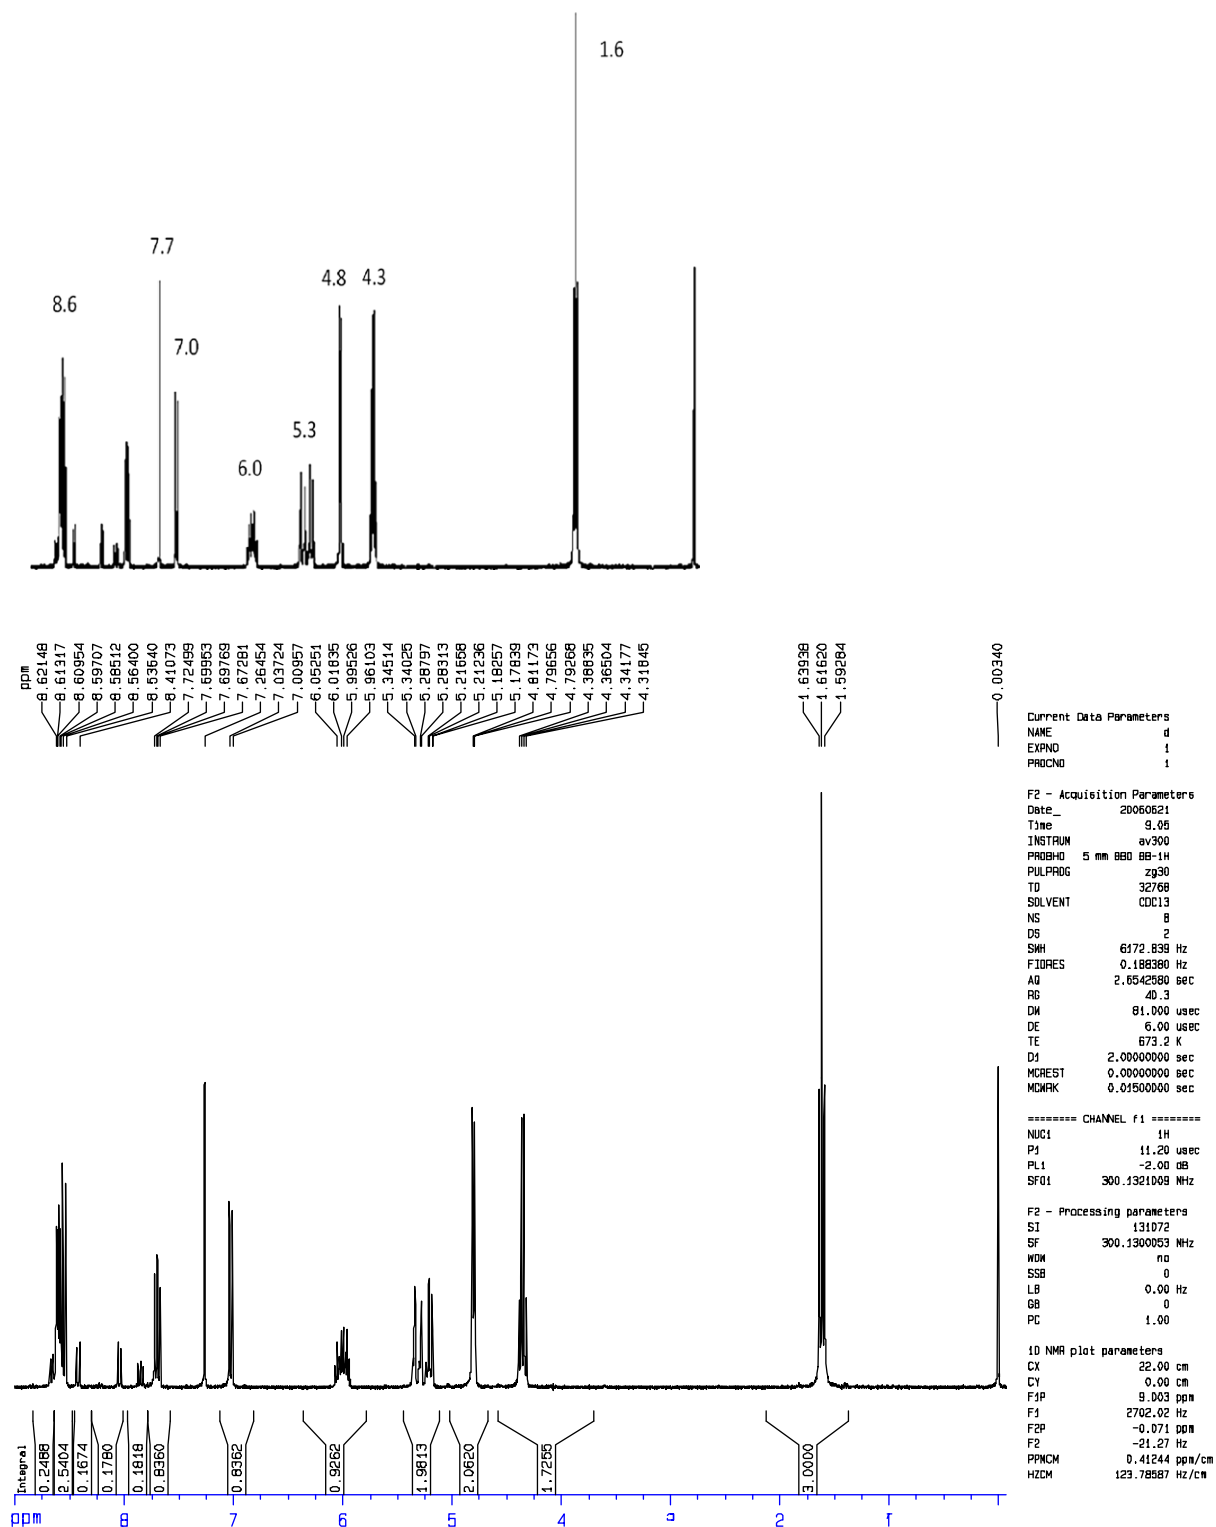 1.6
7.7
4.8
4.3
8.6
7.0
5.3
6.0
ppm
8.62148
8.61317
8.60954
8.59707
8.58512
8.56400
8.53640
8.41073
7.72499
7.69953
7.69769
7.67281
7.26454
7.03724
7.00957
6.05251
6.01835
5.99526
5.96103
5.34514
5.34025
5.28797
5.28313
5.21658
5.21236
5.18257
5.17839
4.81173
4.79656
4.79268
4.38835
4.36504
4.34177
4.31845
1.63938
1.61620
1.59284
0.00340
Current Data Parameters
NAME d
EXPNO 1
PROCNO 1
F2 - Acquisition Parameters
Date_ 20060621
Time 9.05
INSTRUM av300
PROBHD 5 mm BBO BB-1H
PULPROG zg30
TD 32768
SOLVENT CDCl3
NS 8
DS 2
SWH 6172.839 Hz
FIDRES 0.188380 Hz
AQ 2.6542580 sec
RG 40.3
DW 81.000 usec
DE 6.00 usec
TE 673.2 K
D1 2.00000000 sec
MCREST 0.00000000 sec
MCWRK 0.01500000 sec
======== CHANNEL f1 ========
NUC1 1H
P1 11.20 usec
PL1 -2.00 dB
SFO1 300.1321009 MHz
F2 - Processing parameters
SI 131072
SF 300.1300053 MHz
WDW no
SSB 0
LB 0.00 Hz
GB 0
PC 1.00
1D NMR plot parameters
CX 22.00 cm
CY 0.00 cm
F1P 9.003 ppm
F1 2702.02 Hz
F2P -0.071 ppm
F2 -21.27 Hz
PPMCM 0.41244 ppm/cm
HZCM 123.78587 Hz/cm
Integral
0.2488
2.5404
0.1674
0.1780
0.1818
0.8360
0.8362
0.9262
1.9813
2.0620
1.7255
3.0000
ppm 8 7 6 5 4 3 2 1